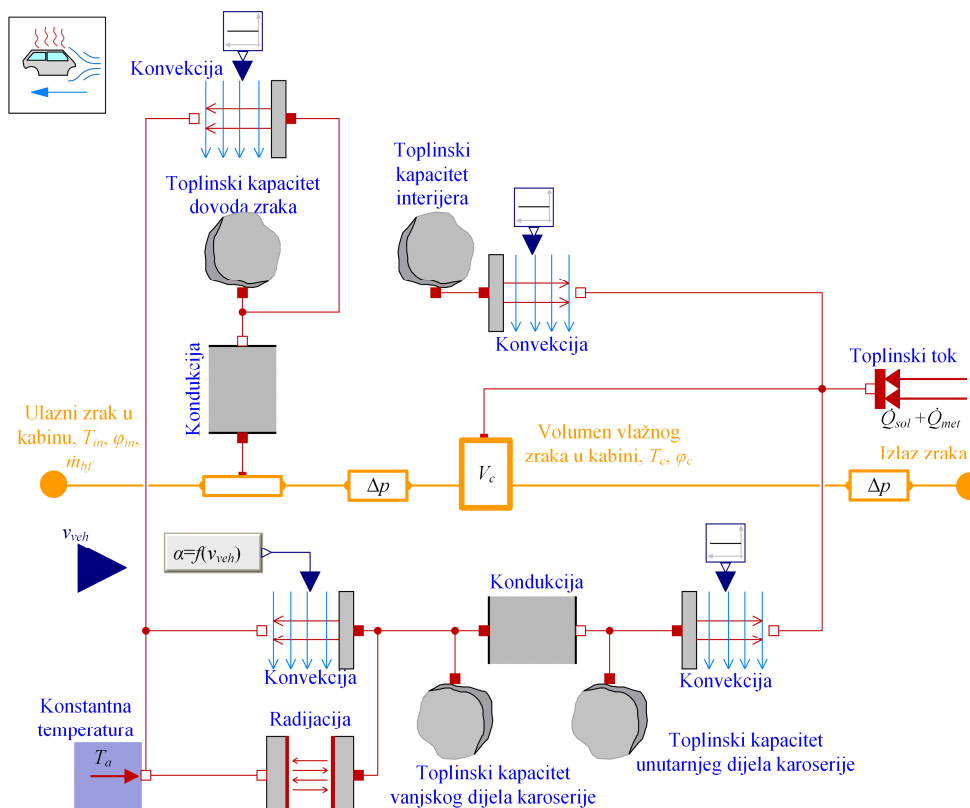 Konvekcija
Toplinski kapacitet
dovoda zraka
Toplinski
kapacitet
interijera
Kondukcija
Konvekcija
Toplinski tok
Q̇sol + Q̇met
Ulazni zrak u
kabinu, Tin, φin,
ṁbf
Volumen vlažnog
zraka u kabini, Tc, φc
Izlaz zraka
Δp
Vc
Δp
vveh
α=f(vveh)
Kondukcija
Konvekcija
Konvekcija
Konstantna
temperatura
Ta
Radijacija
Toplinski kapacitet
vanjskog dijela karoserije
Toplinski kapacitet
unutarnjeg dijela karoserije